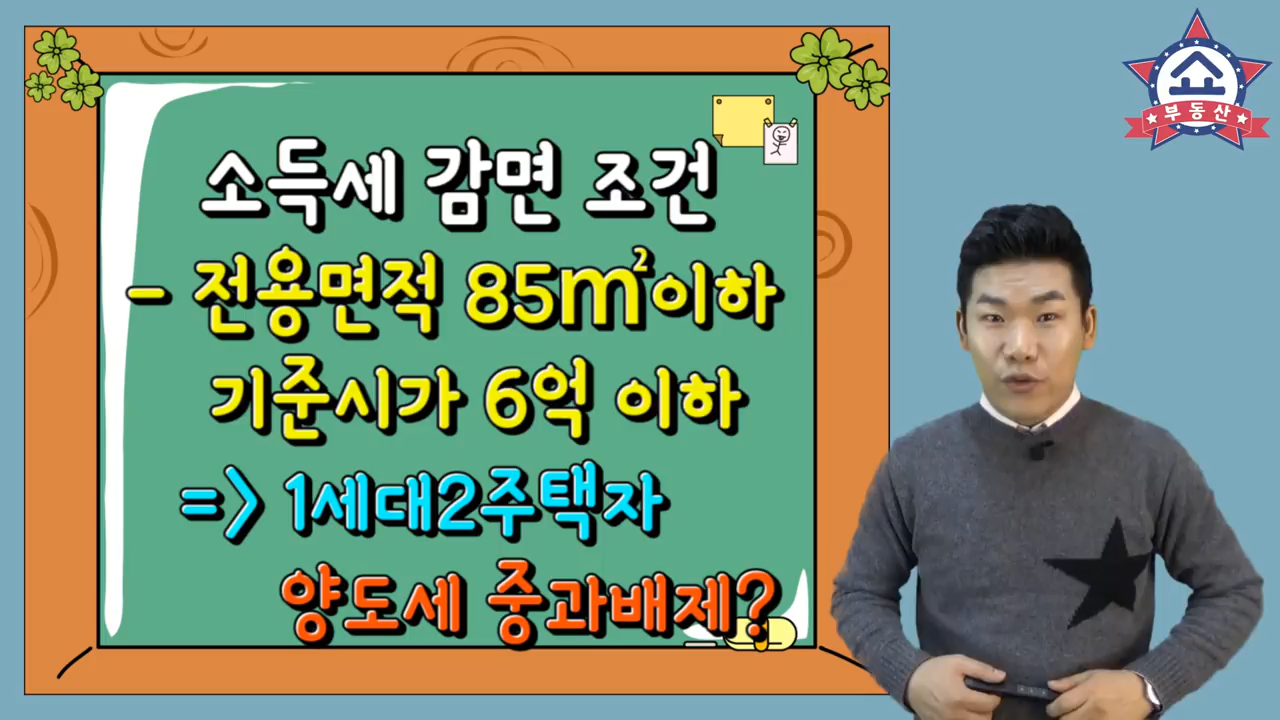 소득세 감면 조건
- 전용면적 85㎡이하
기준시가 6억 이하
=> 1세대2주택자
양도세 중과배제?
쇼
부동산